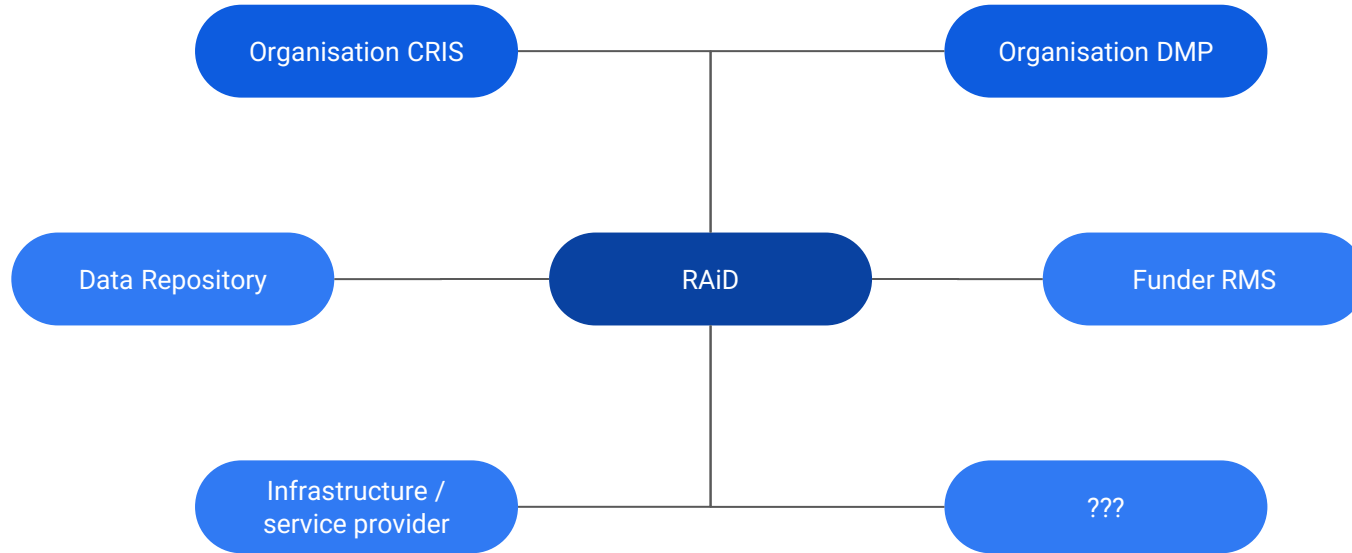 Organisation CRIS
Organisation DMP
Data Repository
RAiD
Funder RMS
Infrastructure /
service provider
???